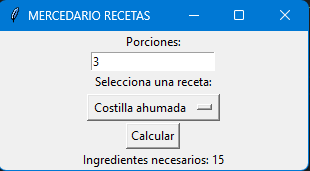 MERCEDARIO RECETAS
Porciones:
3
Selecciona una receta:
Costilla ahumada
Calcular
Ingredientes necesarios: 15